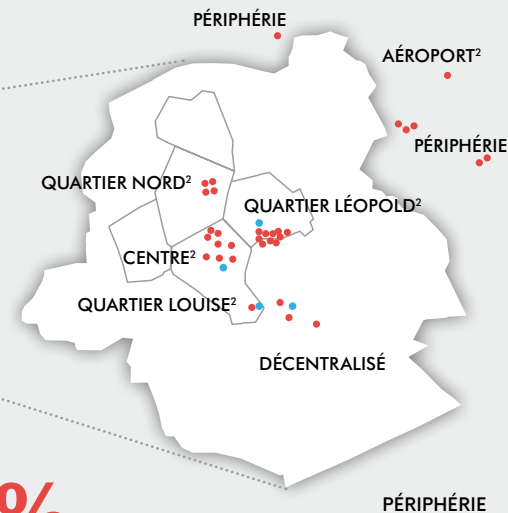 PÉRIPHÉRIE
AÉROPORT²
PÉRIPHÉRIE
QUARTIER NORD²
QUARTIER LÉOPOLD²
CENTRE²
QUARTIER LOUISE²
DÉCENTRALISÉ
%
PÉRIPHÉRIE